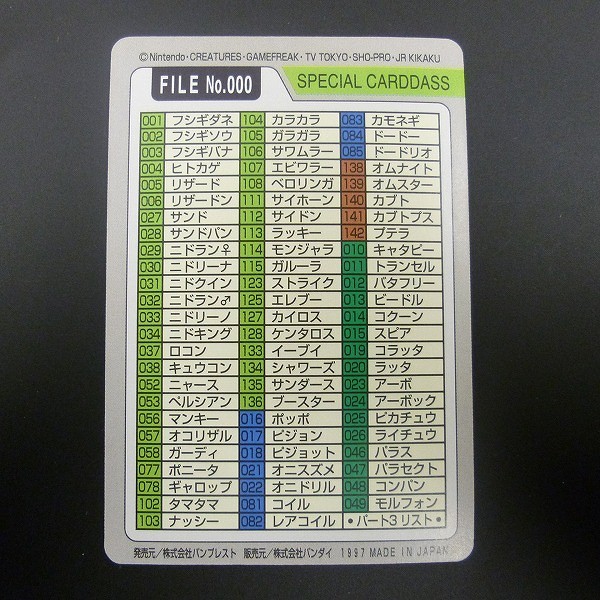 ©Nintendo・CREATURES・GAMEFREAK・TV TOKYO・SHO-PRO・JR KIKAKU
FILE No.000
SPECIAL CARDDASS
001 フシギダネ 104 カラカラ 083 カモネギ
002 フシギソウ 105 ガラガラ 084 ドードー
003 フシギバナ 106 サワムラー 085 ドードリオ
004 ヒトカゲ 107 エビワラー 138 オムナイト
005 リザード 108 ベロリンガ 139 オムスター
006 リザードン 111 サイホーン 140 カブト
027 サンド 112 サイドン 141 カブトプス
028 サンドパン 113 ラッキー 142 プテラ
029 ニドラン♀ 114 モンジャラ 010 キャタピー
030 ニドリーナ 115 ガルーラ 011 トランセル
031 ニドクイン 123 ストライク 012 バタフリー
032 ニドラン♂ 125 エレブー 013 ビードル
033 ニドリーノ 127 カイロス 014 コクーン
034 ニドキング 128 ケンタロス 015 スピアー
037 ロコン 133 イーブイ 019 コラッタ
038 キュウコン 134 シャワーズ 020 ラッタ
052 ニャース 135 サンダース 023 アーボ
053 ペルシアン 136 ブースター 024 アーボック
056 マンキー 016 ポッポ 025 ピカチュウ
057 オコリザル 017 ピジョン 026 ライチュウ
058 ガーディ 018 ピジョット 046 パラス
077 ポニータ 021 オニスズメ 047 パラセクト
078 ギャロップ 022 オニドリル 048 コンパン
102 タマタマ 081 コイル 049 モルフォン
103 ナッシー 082 レアコイル •パート3リスト•
発売元/株式会社バンプレスト 販売元/株式会社バンダイ 1997 MADE IN JAPAN